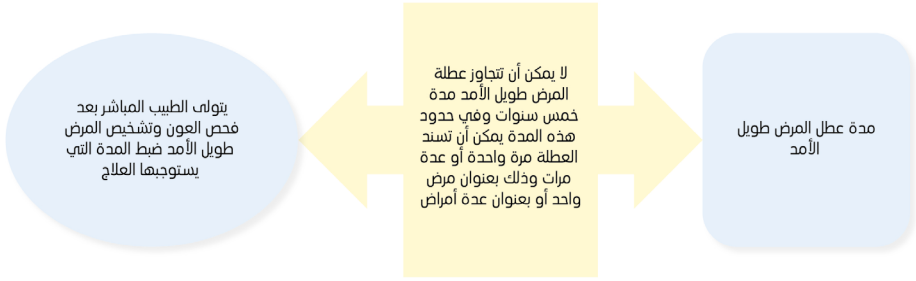 مدة عطل المرض طويل
الأمد
لا يمكن أن تتجاوز عطلة
المرض طويل الأمد مدة
خمس سنوات وفي حدود
هذه المدة يمكن أن تسند
العطلة مرة واحدة أو عدة
مرات وذلك بعنوان مرض
واحد أو بعنوان عدة أمراض
يتولى الطبيب المباشر بعد
فحص العون وتشخيص المرض
طويل الأمد ضبط المدة التي
يستوجبها العلاج